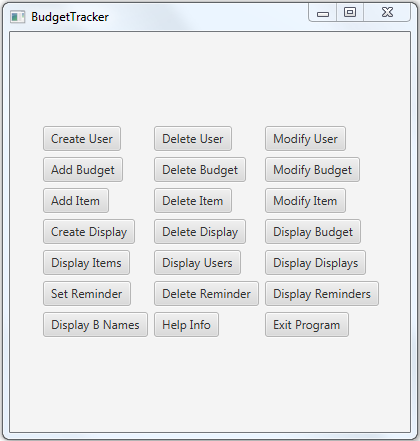 BudgetTracker
Create User Delete User Modify User
Add Budget Delete Budget Modify Budget
Add Item Delete Item Modify Item
Create Display Delete Display Display Budget
Display Items Display Users Display Displays
Set Reminder Delete Reminder Display Reminders
Display B Names Help Info Exit Program